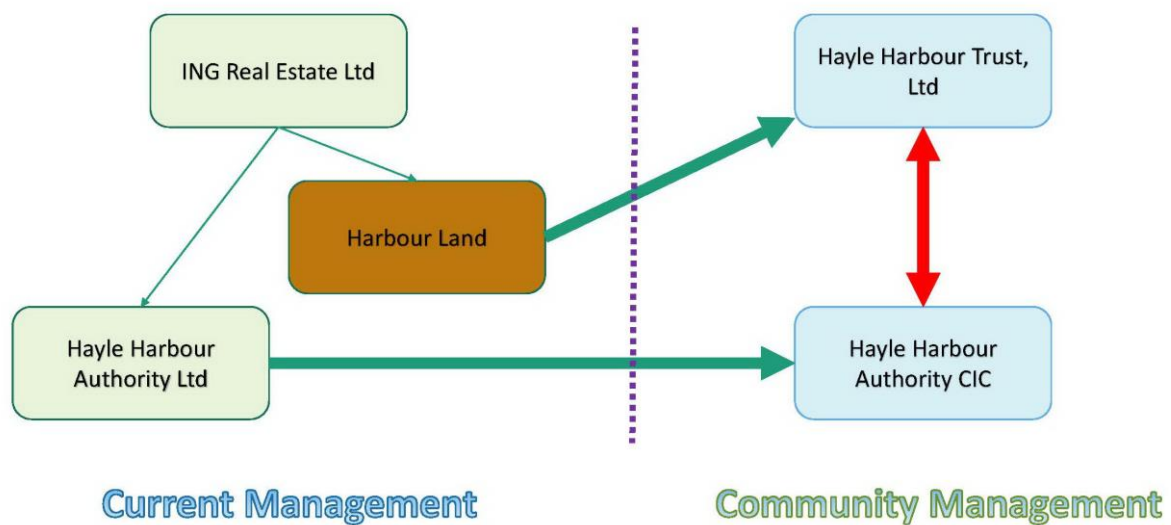 ING Real Estate Ltd
Hayle Harbour Trust,
Ltd
Harbour Land
Hayle Harbour
Authority Ltd
Hayle Harbour
Authority CIC
Current Management
Community Management